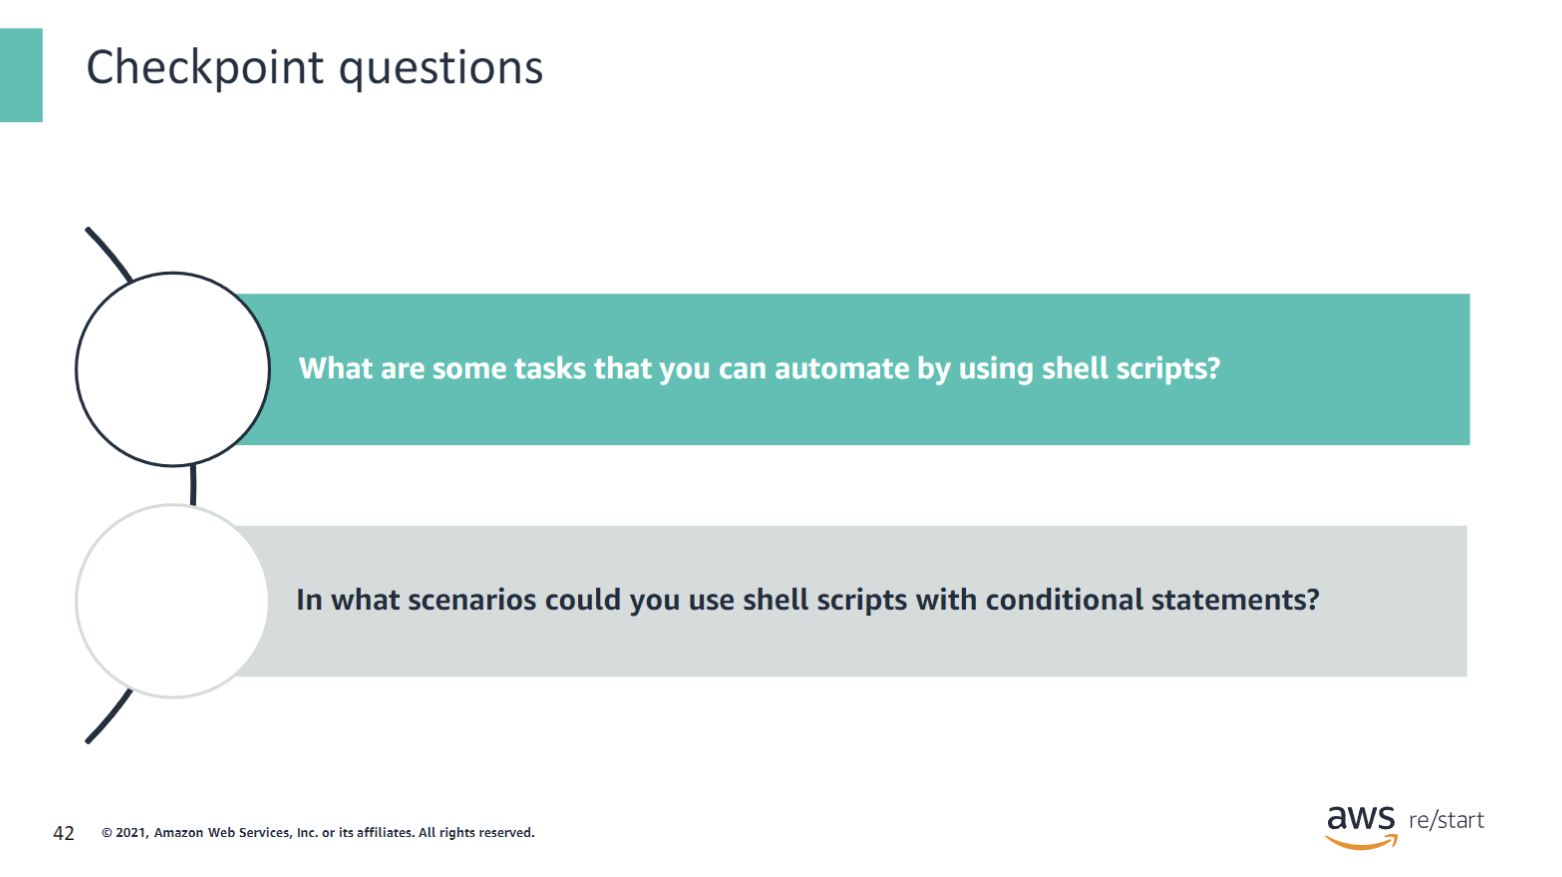 Checkpoint questions
What are some tasks that you can automate by using shell scripts?
In what scenarios could you use shell scripts with conditional statements?
42 © 2021, Amazon Web Services, Inc. or its affiliates. All rights reserved.
aws re/start